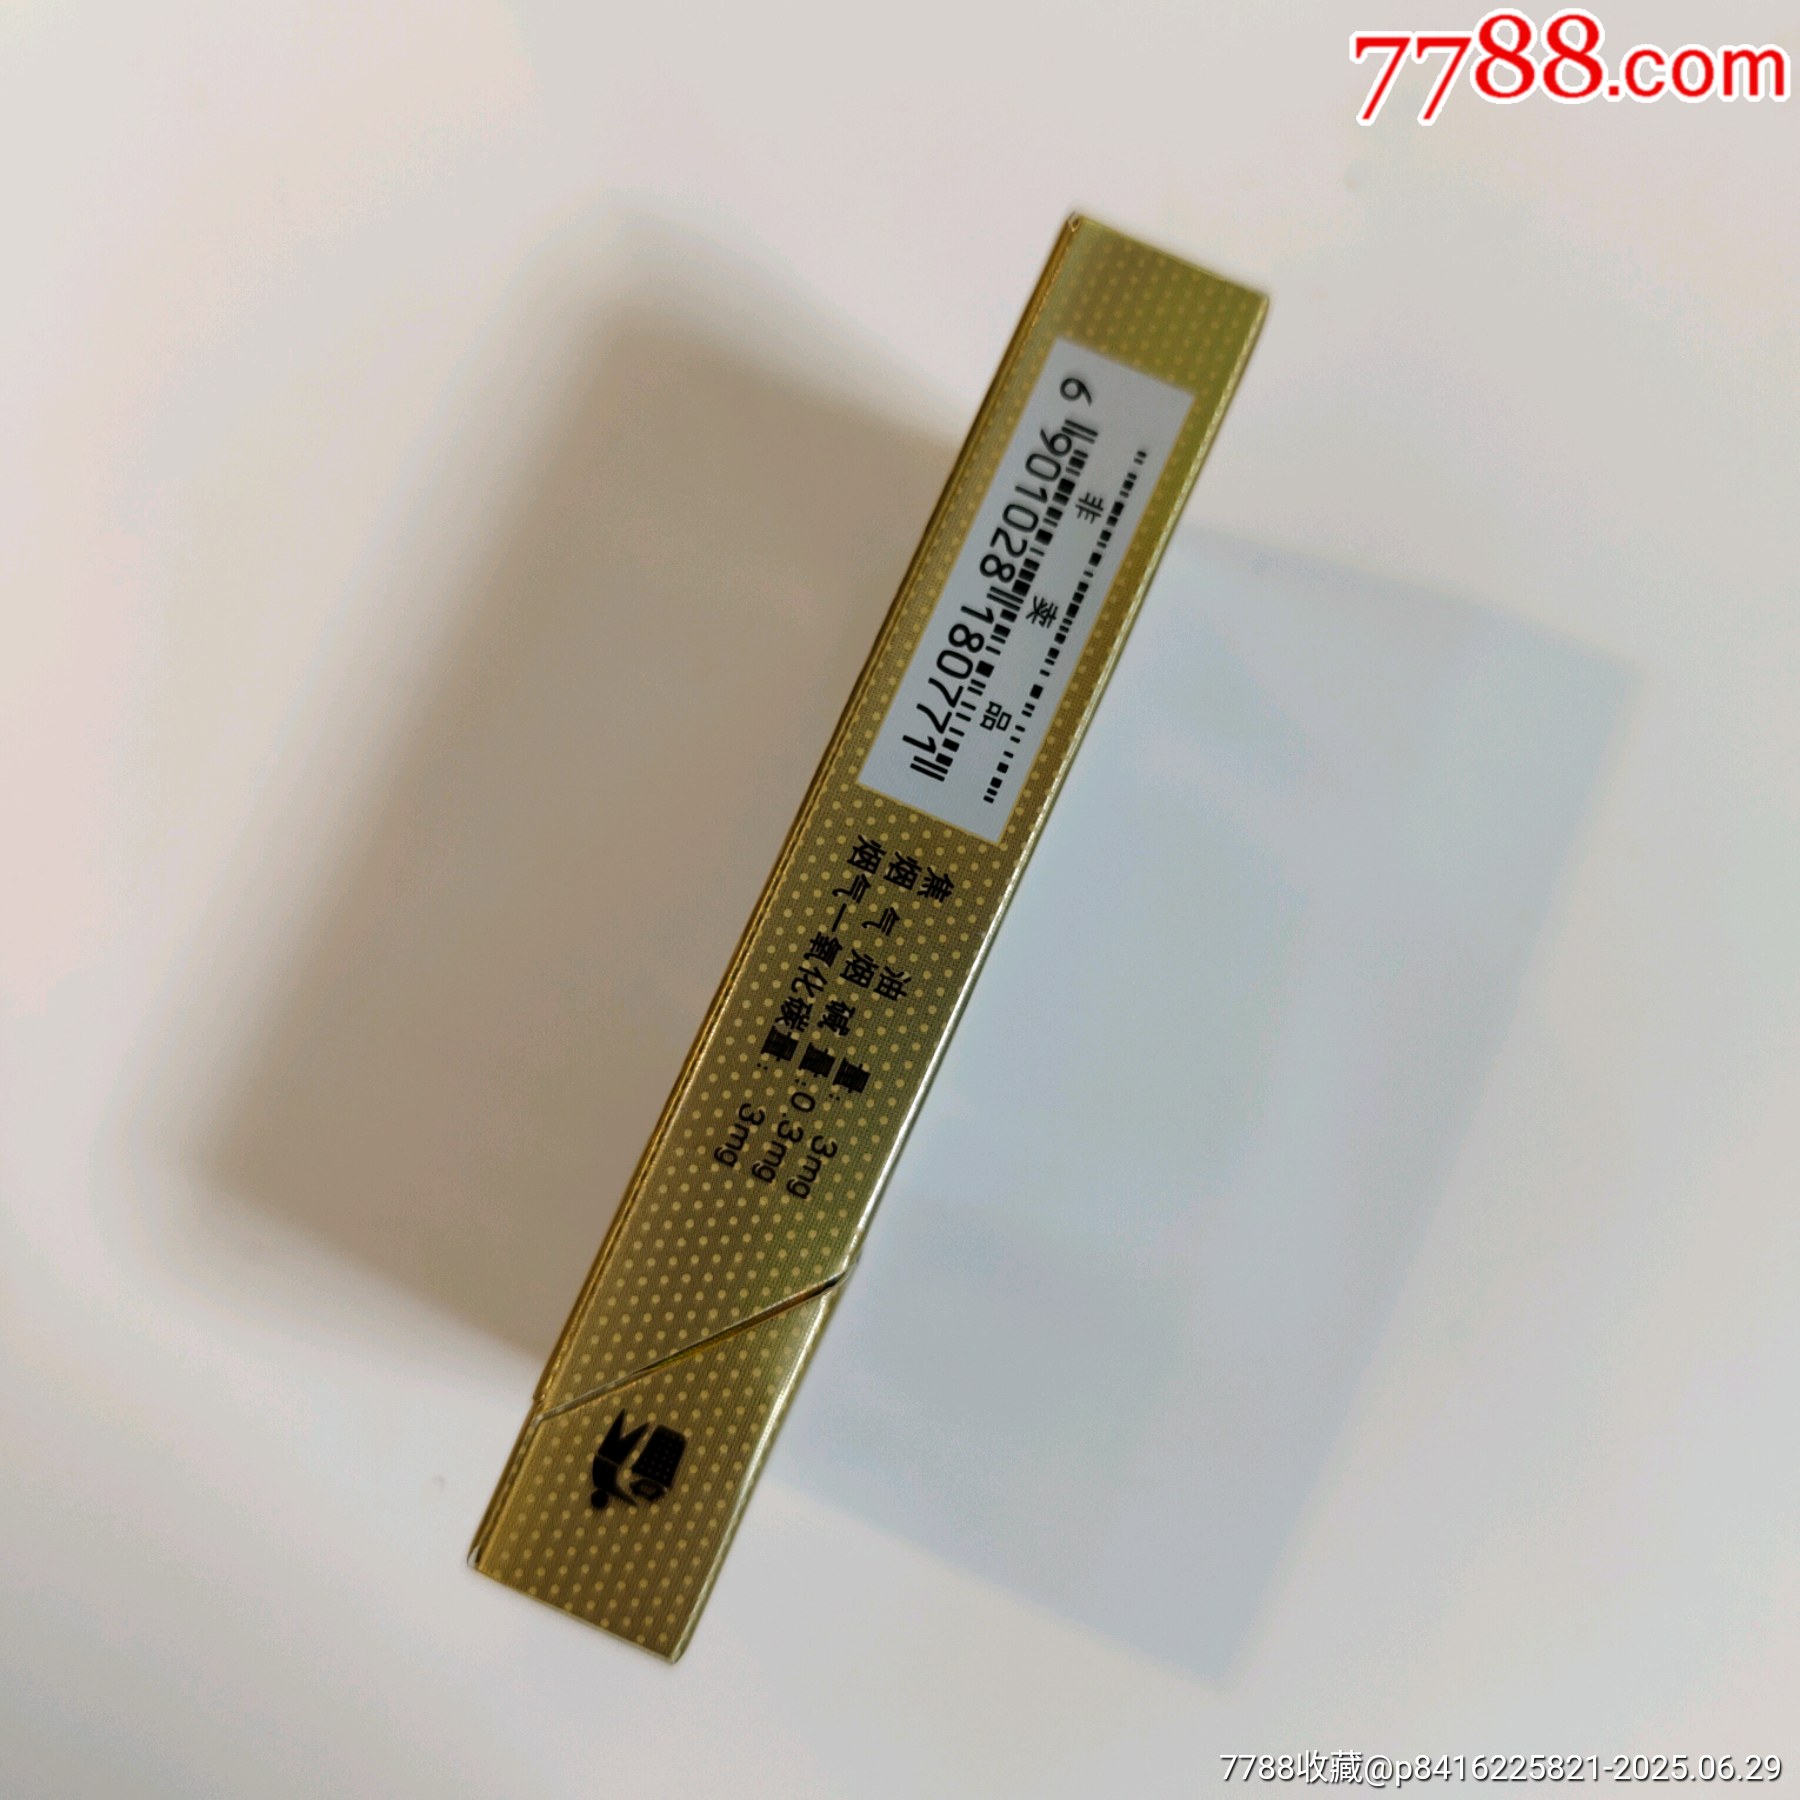 7788.com
6 901028 180771
非 卖 品
焦 油 量: 3mg
烟 气 烟 碱 量:0.3mg
烟气一氧化碳量: 3mg
7788收藏@p8416225821-2025.06.29